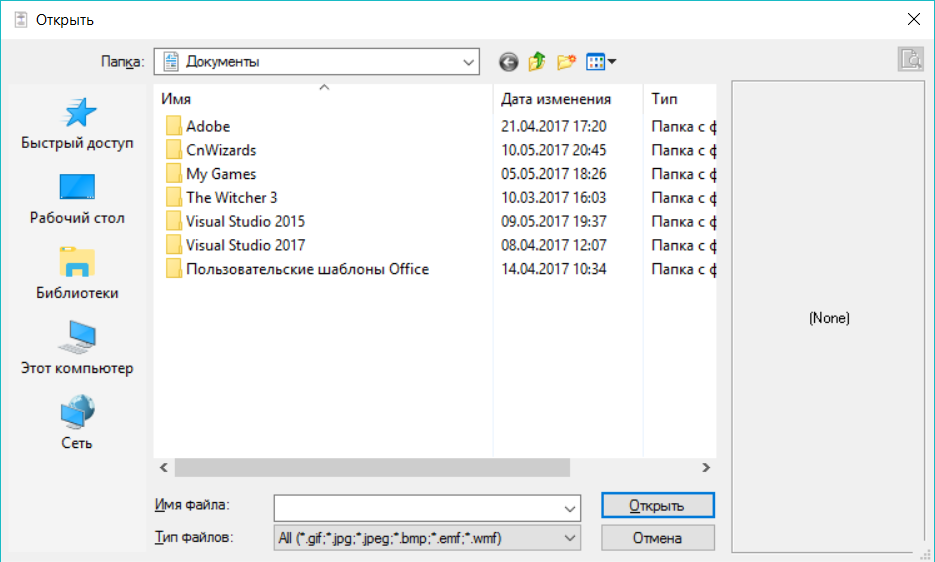 Открыть
Папка: Документы
Имя Дата изменения Тип
Adobe 21.04.2017 17:20 Папка с ф
CnWizards 10.05.2017 20:45 Папка с ф
My Games 05.05.2017 18:26 Папка с ф
The Witcher 3 10.03.2017 16:03 Папка с ф
Visual Studio 2015 09.05.2017 19:37 Папка с ф
Visual Studio 2017 08.04.2017 12:07 Папка с ф
Пользовательские шаблоны Office 14.04.2017 10:34 Папка с ф
Быстрый доступ
Рабочий стол
Библиотеки
Этот компьютер
Сеть
(None)
Имя файла:
Открыть
Тип файлов: All (*.gif;*.jpg;*.jpeg;*.bmp;*.emf;*.wmf)
Отмена